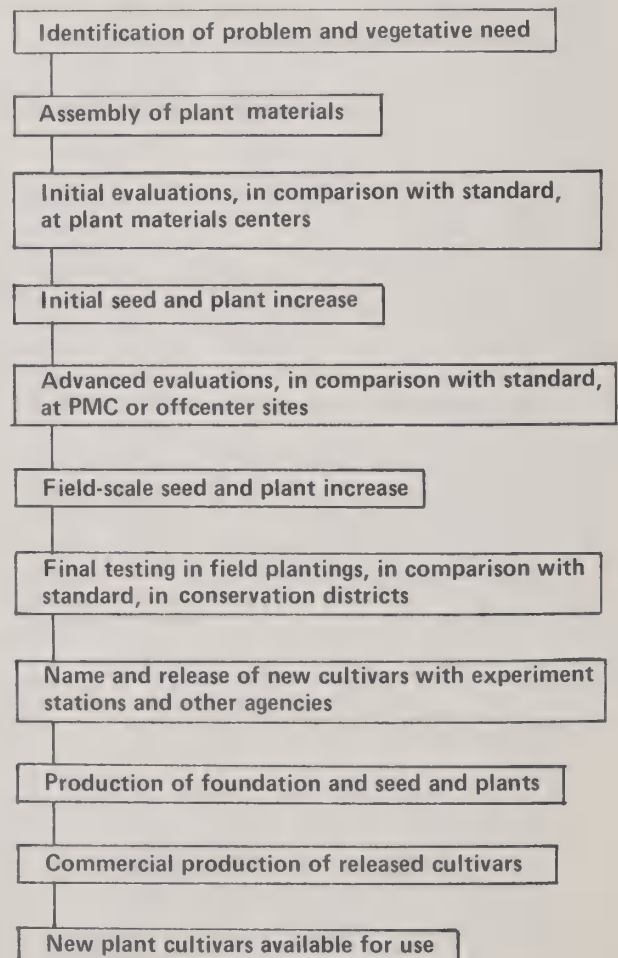 Identification of problem and vegetative need
Assembly of plant materials
Initial evaluations, in comparison with standard,
at plant materials centers
Initial seed and plant increase
Advanced evaluations, in comparison with standard,
at PMC or offcenter sites
Field-scale seed and plant increase
Final testing in field plantings, in comparison with
standard, in conservation districts
Name and release of new cultivars with experiment
stations and other agencies
Production of foundation and seed and plants
Commercial production of released cultivars
New plant cultivars available for use